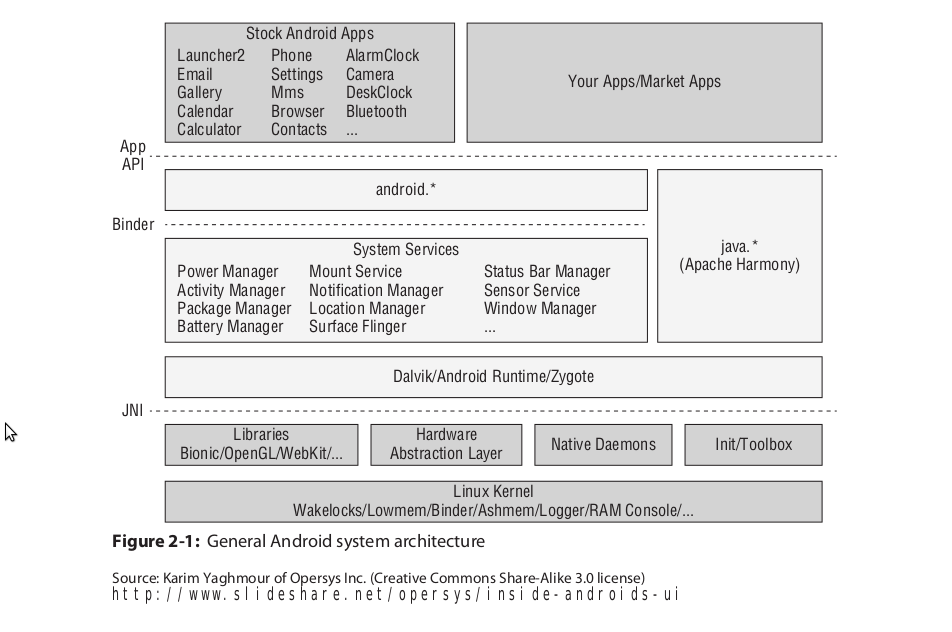 Stock Android Apps
Launcher2 Phone AlarmClock
Email Settings Camera
Gallery Mms DeskClock
Calendar Browser Bluetooth
Calculator Contacts ...
Your Apps/Market Apps
App
API
android.*
Binder
System Services
Power Manager Mount Service Status Bar Manager
Activity Manager Notification Manager Sensor Service
Package Manager Location Manager Window Manager
Battery Manager Surface Flinger ...
java.*
(Apache Harmony)
Dalvik/Android Runtime/Zygote
JNI
Libraries
Bionic/OpenGL/WebKit/...
Hardware
Abstraction Layer
Native Daemons
Init/Toolbox
Linux Kernel
Wakelocks/Lowmem/Binder/Ashmem/Logger/RAM Console/...
Figure 2-1: General Android system architecture
Source: Karim Yaghmour of Opersys Inc. (Creative Commons Share-Alike 3.0 license)
http://www.slideshare.net/opersys/inside-androids-ui